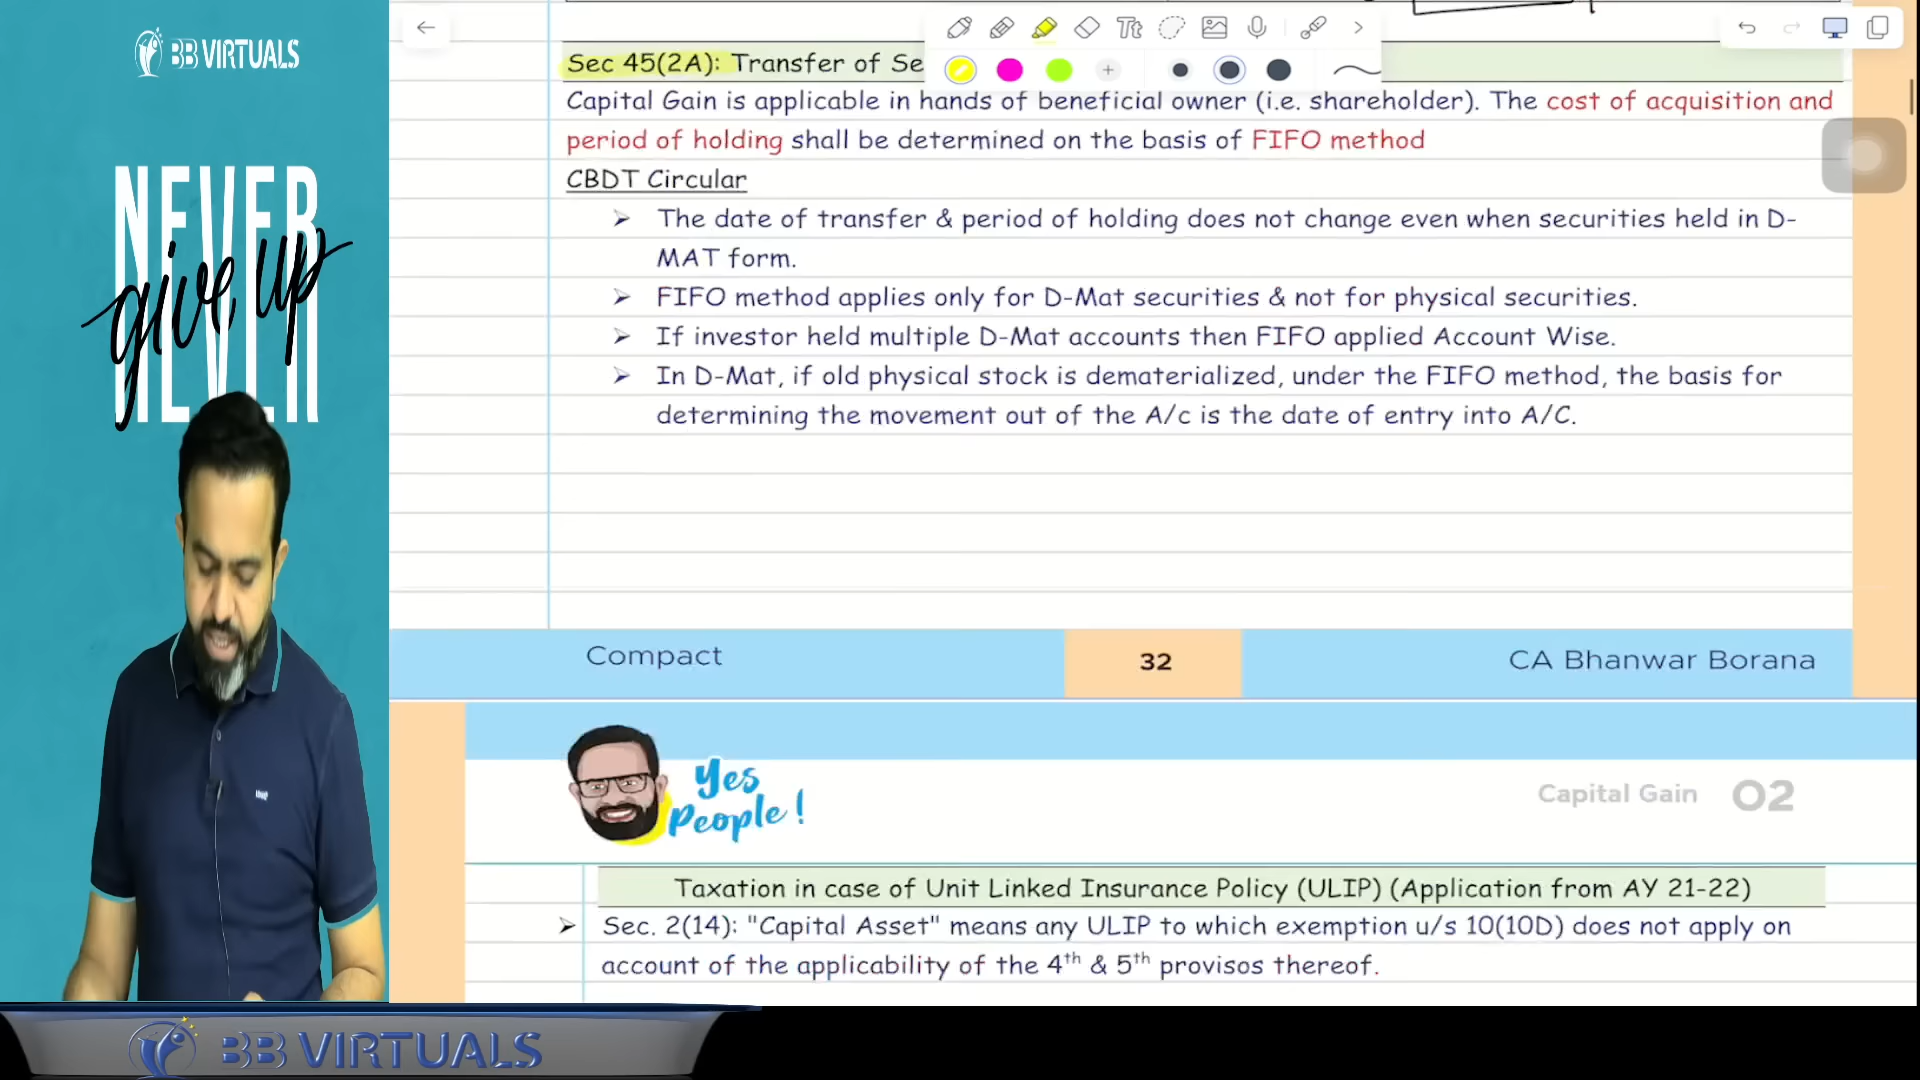 BB VIRTUALS
NEVER
give up
NEVER
Sec 45(2A): Transfer of Se
Capital Gain is applicable in hands of beneficial owner (i.e. shareholder). The cost of acquisition and
period of holding shall be determined on the basis of FIFO method
CBDT Circular
➢ The date of transfer & period of holding does not change even when securities held in D-
MAT form.
➢ FIFO method applies only for D-Mat securities & not for physical securities.
➢ If investor held multiple D-Mat accounts then FIFO applied Account Wise.
➢ In D-Mat, if old physical stock is dematerialized, under the FIFO method, the basis for
determining the movement out of the A/c is the date of entry into A/C.
Compact 32 CA Bhanwar Borana
Yes
People !
Capital Gain 02
Taxation in case of Unit Linked Insurance Policy (ULIP) (Application from AY 21-22)
➢ Sec. 2(14): "Capital Asset" means any ULIP to which exemption u/s 10(10D) does not apply on
account of the applicability of the 4th & 5th provisos thereof.
BB VIRTUALS